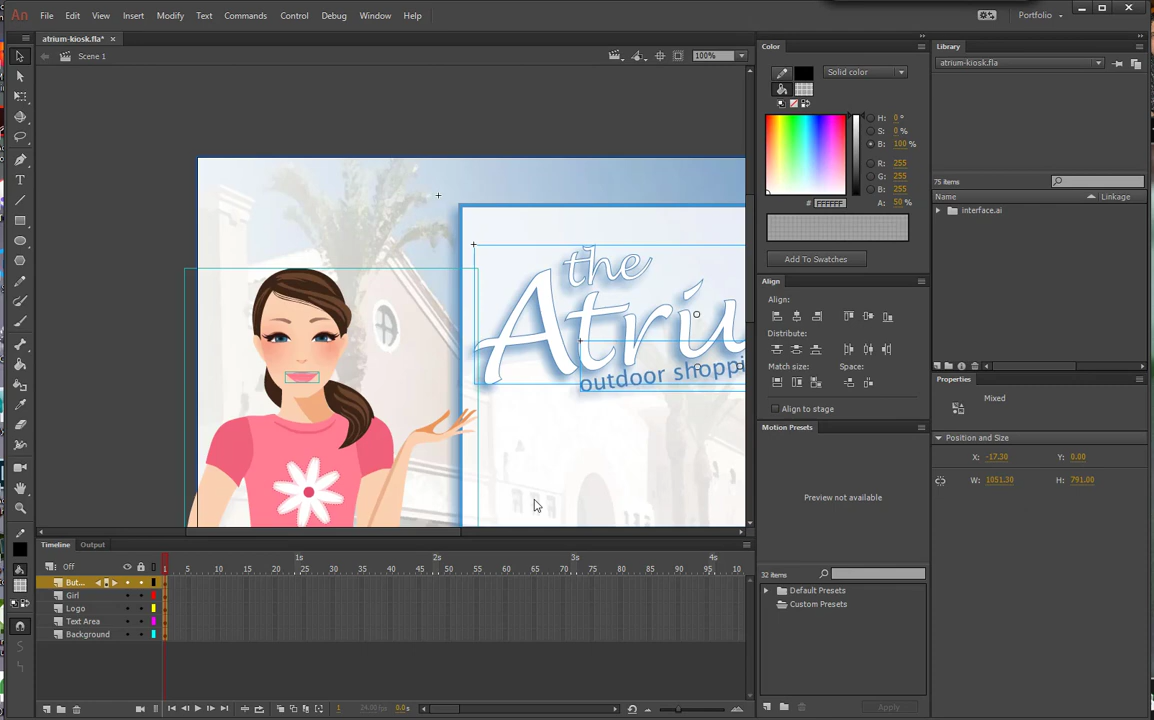 An File Edit View Insert Modify Text Commands Control Debug Window Help Portfolio
atrium-kiosk.fla*
Scene 1 100%
the
Atriu
outdoor shoppi
Color
Solid color
H: 0 °
S: 0 %
B: 100 %
R: 255
G: 255
B: 255
# FFFFFF A: 50 %
Add To Swatches
Align
Align:
Distribute:
Match size: Space:
Align to stage
Motion Presets
Preview not available
32 items
Default Presets
Custom Presets
Apply
Library
atrium-kiosk.fla
75 items
Name Linkage
interface.ai
Properties
Mixed
Position and Size
X: -17.30 Y: 0.00
W: 1051.30 H: 791.00
Timeline Output
1s 2s 3s 4s
Off 1 5 10 15 20 25 30 35 40 45 50 55 60 65 70 75 80 85 90 95 10
But...
Girl
Logo
Text Area
Background
1 24.00 fps 0.0s